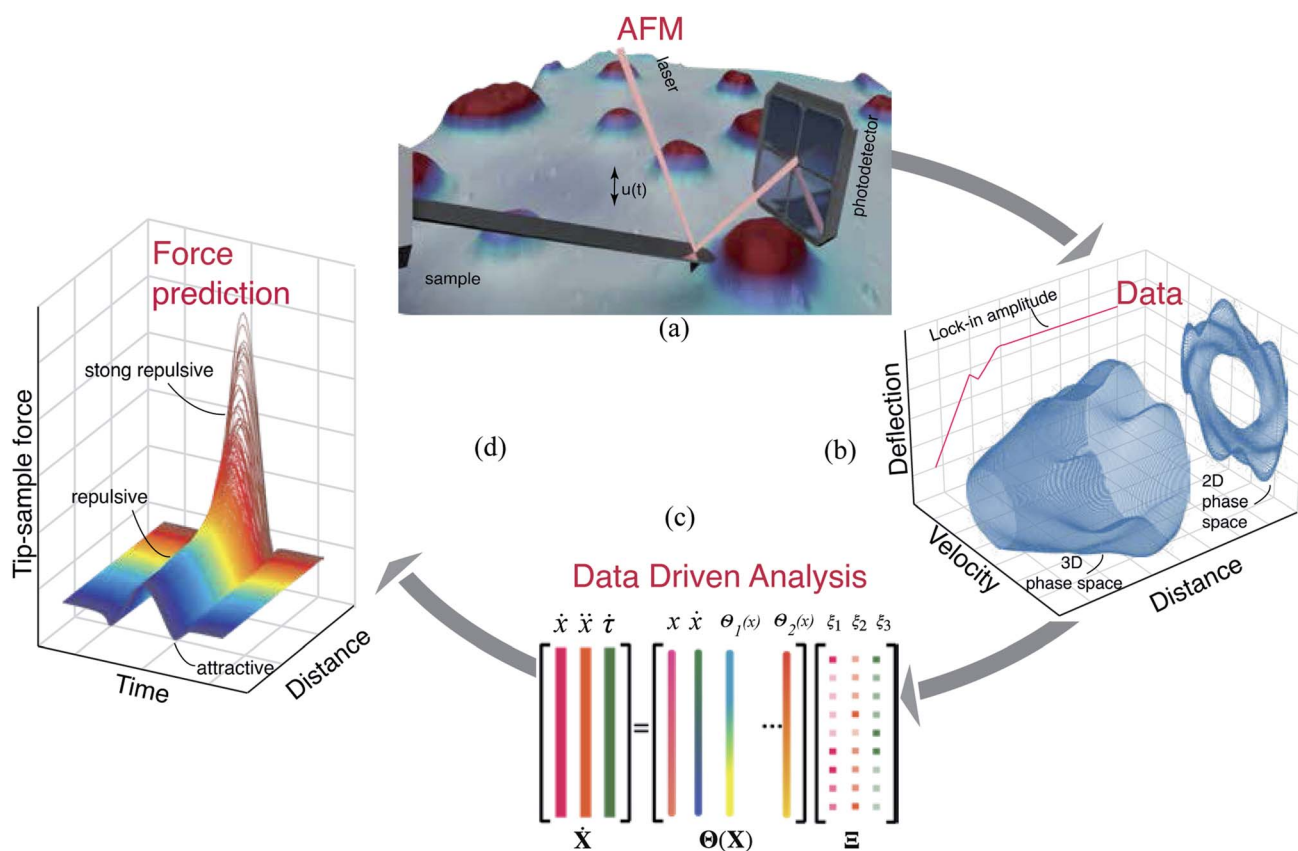 AFM
laser
photodetector
u(t)
sample
(a)
Data
Lock-in amplitude
Deflection
Velocity
Distance
2D
phase
space
3D
phase space
(b)
(c)
Data Driven Analysis
ẋ ẍ τ̇ x ẋ Θ₁(x) Θ₂(x) ξ₁ ξ₂ ξ₃
= ...
Ẋ Θ(X) Ξ
(d)
Force
prediction
stong repulsive
repulsive
attractive
Tip-sample force
Time
Distance